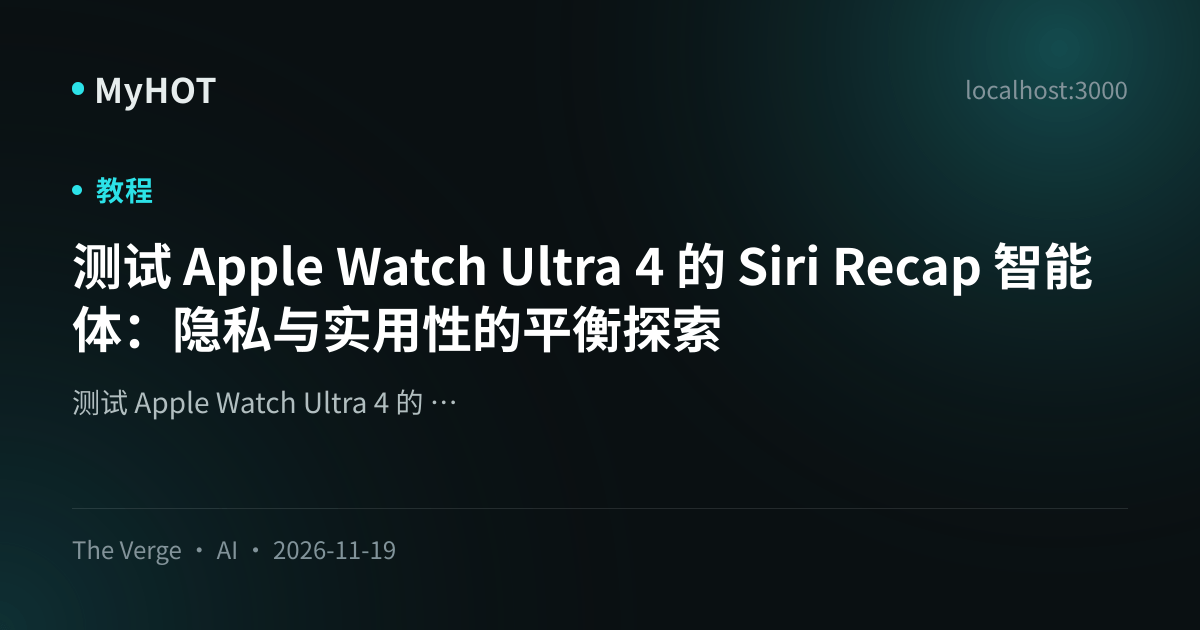 MyHOT
localhost:3000
教程
测试 Apple Watch Ultra 4 的 Siri Recap 智能
体：隐私与实用性的平衡探索
测试 Apple Watch Ultra 4 的 …
The Verge · AI · 2026-11-19